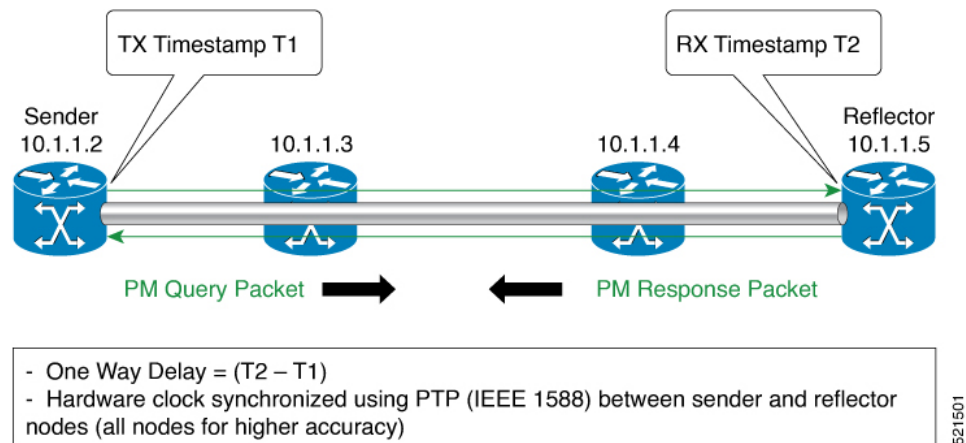 TX Timestamp T1
RX Timestamp T2
Sender
10.1.1.2
10.1.1.3
10.1.1.4
Reflector
10.1.1.5
PM Query Packet
PM Response Packet
- One Way Delay = (T2 – T1)
- Hardware clock synchronized using PTP (IEEE 1588) between sender and reflector
nodes (all nodes for higher accuracy)
521501